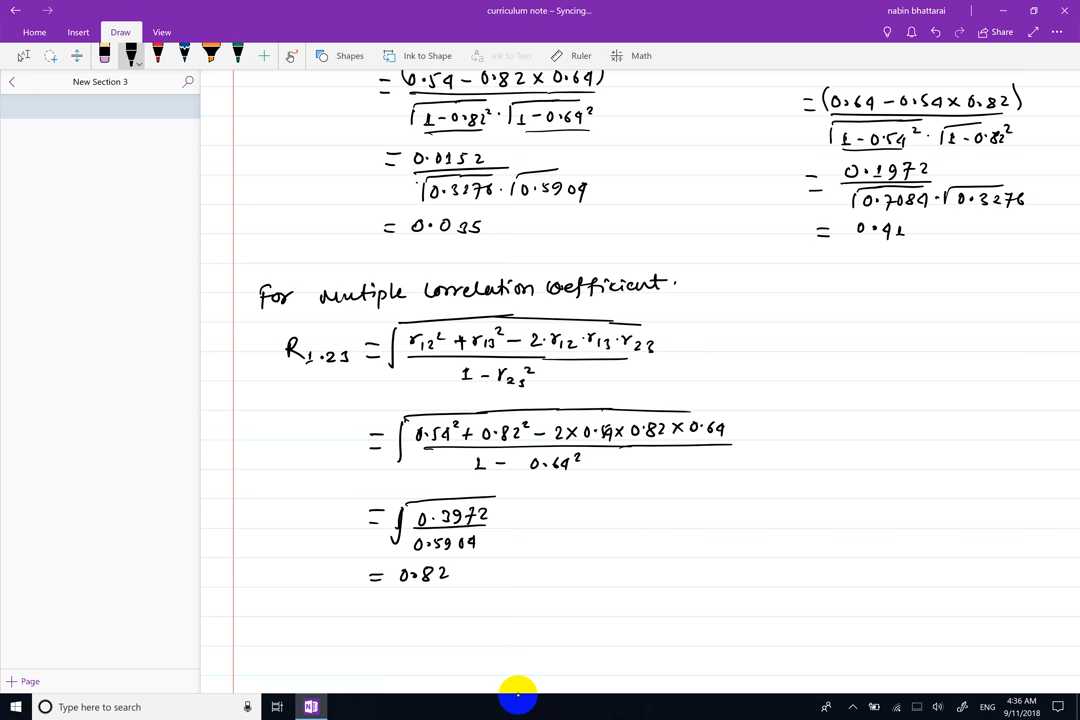 curriculum note – Syncing...
nabin bhattarai
Home Insert Draw View
Share
Shapes Ink to Shape Ink to Text Ruler Math
New Section 3
= (0.54 − 0.82 × 0.64)
√1 − 0.82² · √1 − 0.64²
= 0.0152
√0.3276 · √0.5904
= 0.035
= (0.64 − 0.54 × 0.82)
√1 − 0.54² · √1 − 0.82²
= 0.1972
√0.7084 · √0.3276
= 0.41
For multiple correlation coefficient.
R1.23 = √ r12² + r13² − 2·r12·r13·r23
1 − r23²
= √ 0.54² + 0.82² − 2 × 0.54 × 0.82 × 0.64
1 − 0.64²
= √ 0.3972
0.5904
= 0.82
+ Page
Type here to search
ENG
4:36 AM
9/11/2018